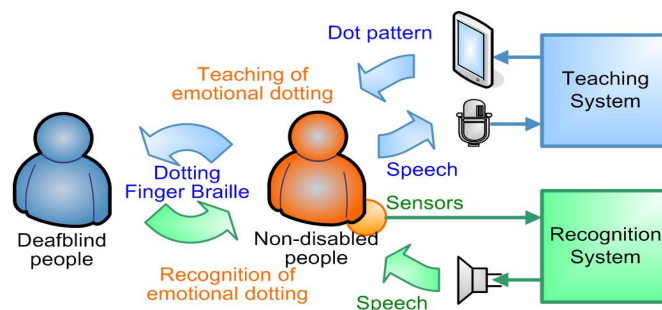 Dot pattern
Teaching of
emotional dotting
Teaching
System
Dotting
Finger Braille
Speech
Sensors
Deafblind
people
Non-disabled
people
Recognition
System
Recognition of
emotional dotting
Speech